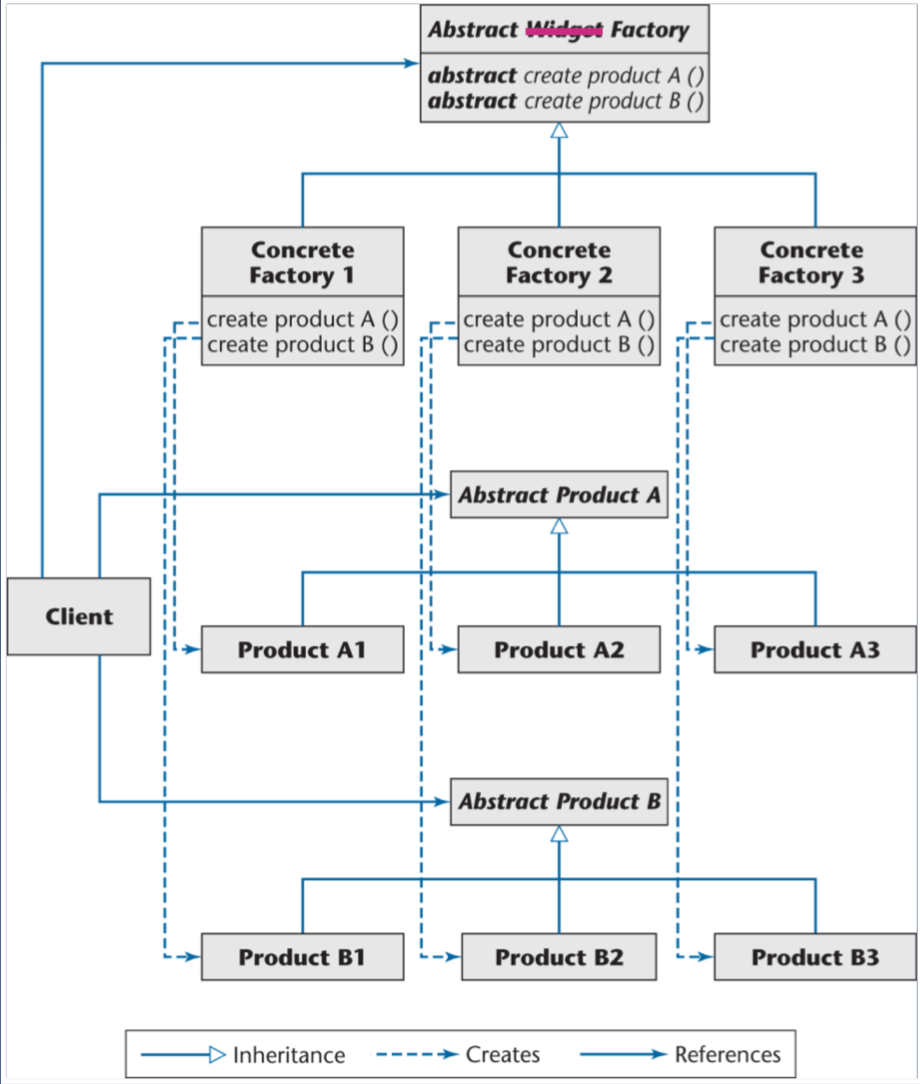 Abstract Widget Factory
abstract create product A ()
abstract create product B ()
Concrete
Factory 1
create product A ()
create product B ()
Concrete
Factory 2
create product A ()
create product B ()
Concrete
Factory 3
create product A ()
create product B ()
Abstract Product A
Client
Product A1
Product A2
Product A3
Abstract Product B
Product B1
Product B2
Product B3
Inheritance
Creates
References